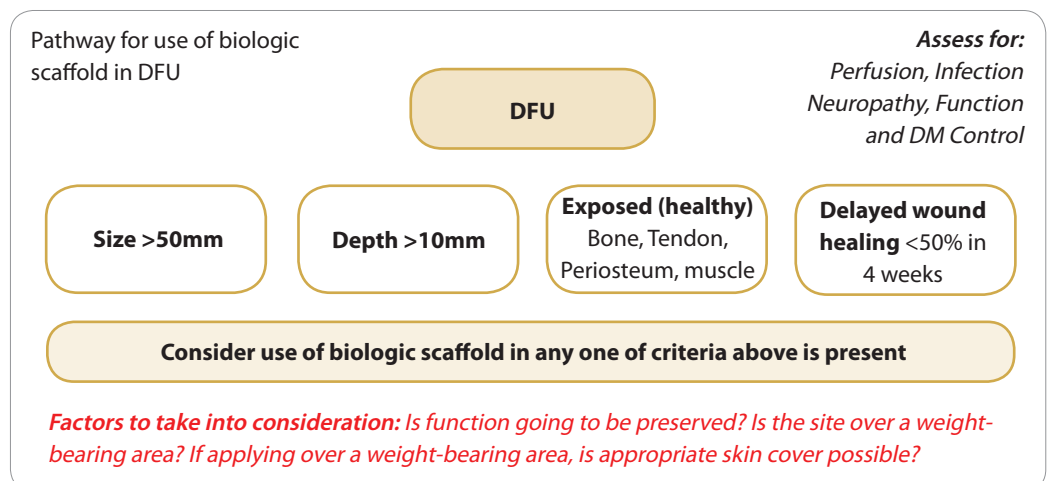 Pathway for use of biologic
scaffold in DFU
Assess for:
Perfusion, Infection
Neuropathy, Function
and DM Control
DFU
Size >50mm
Depth >10mm
Exposed (healthy)
Bone, Tendon,
Periosteum, muscle
Delayed wound
healing <50% in
4 weeks
Consider use of biologic scaffold in any one of criteria above is present
Factors to take into consideration: Is function going to be preserved? Is the site over a weight-
bearing area? If applying over a weight-bearing area, is appropriate skin cover possible?